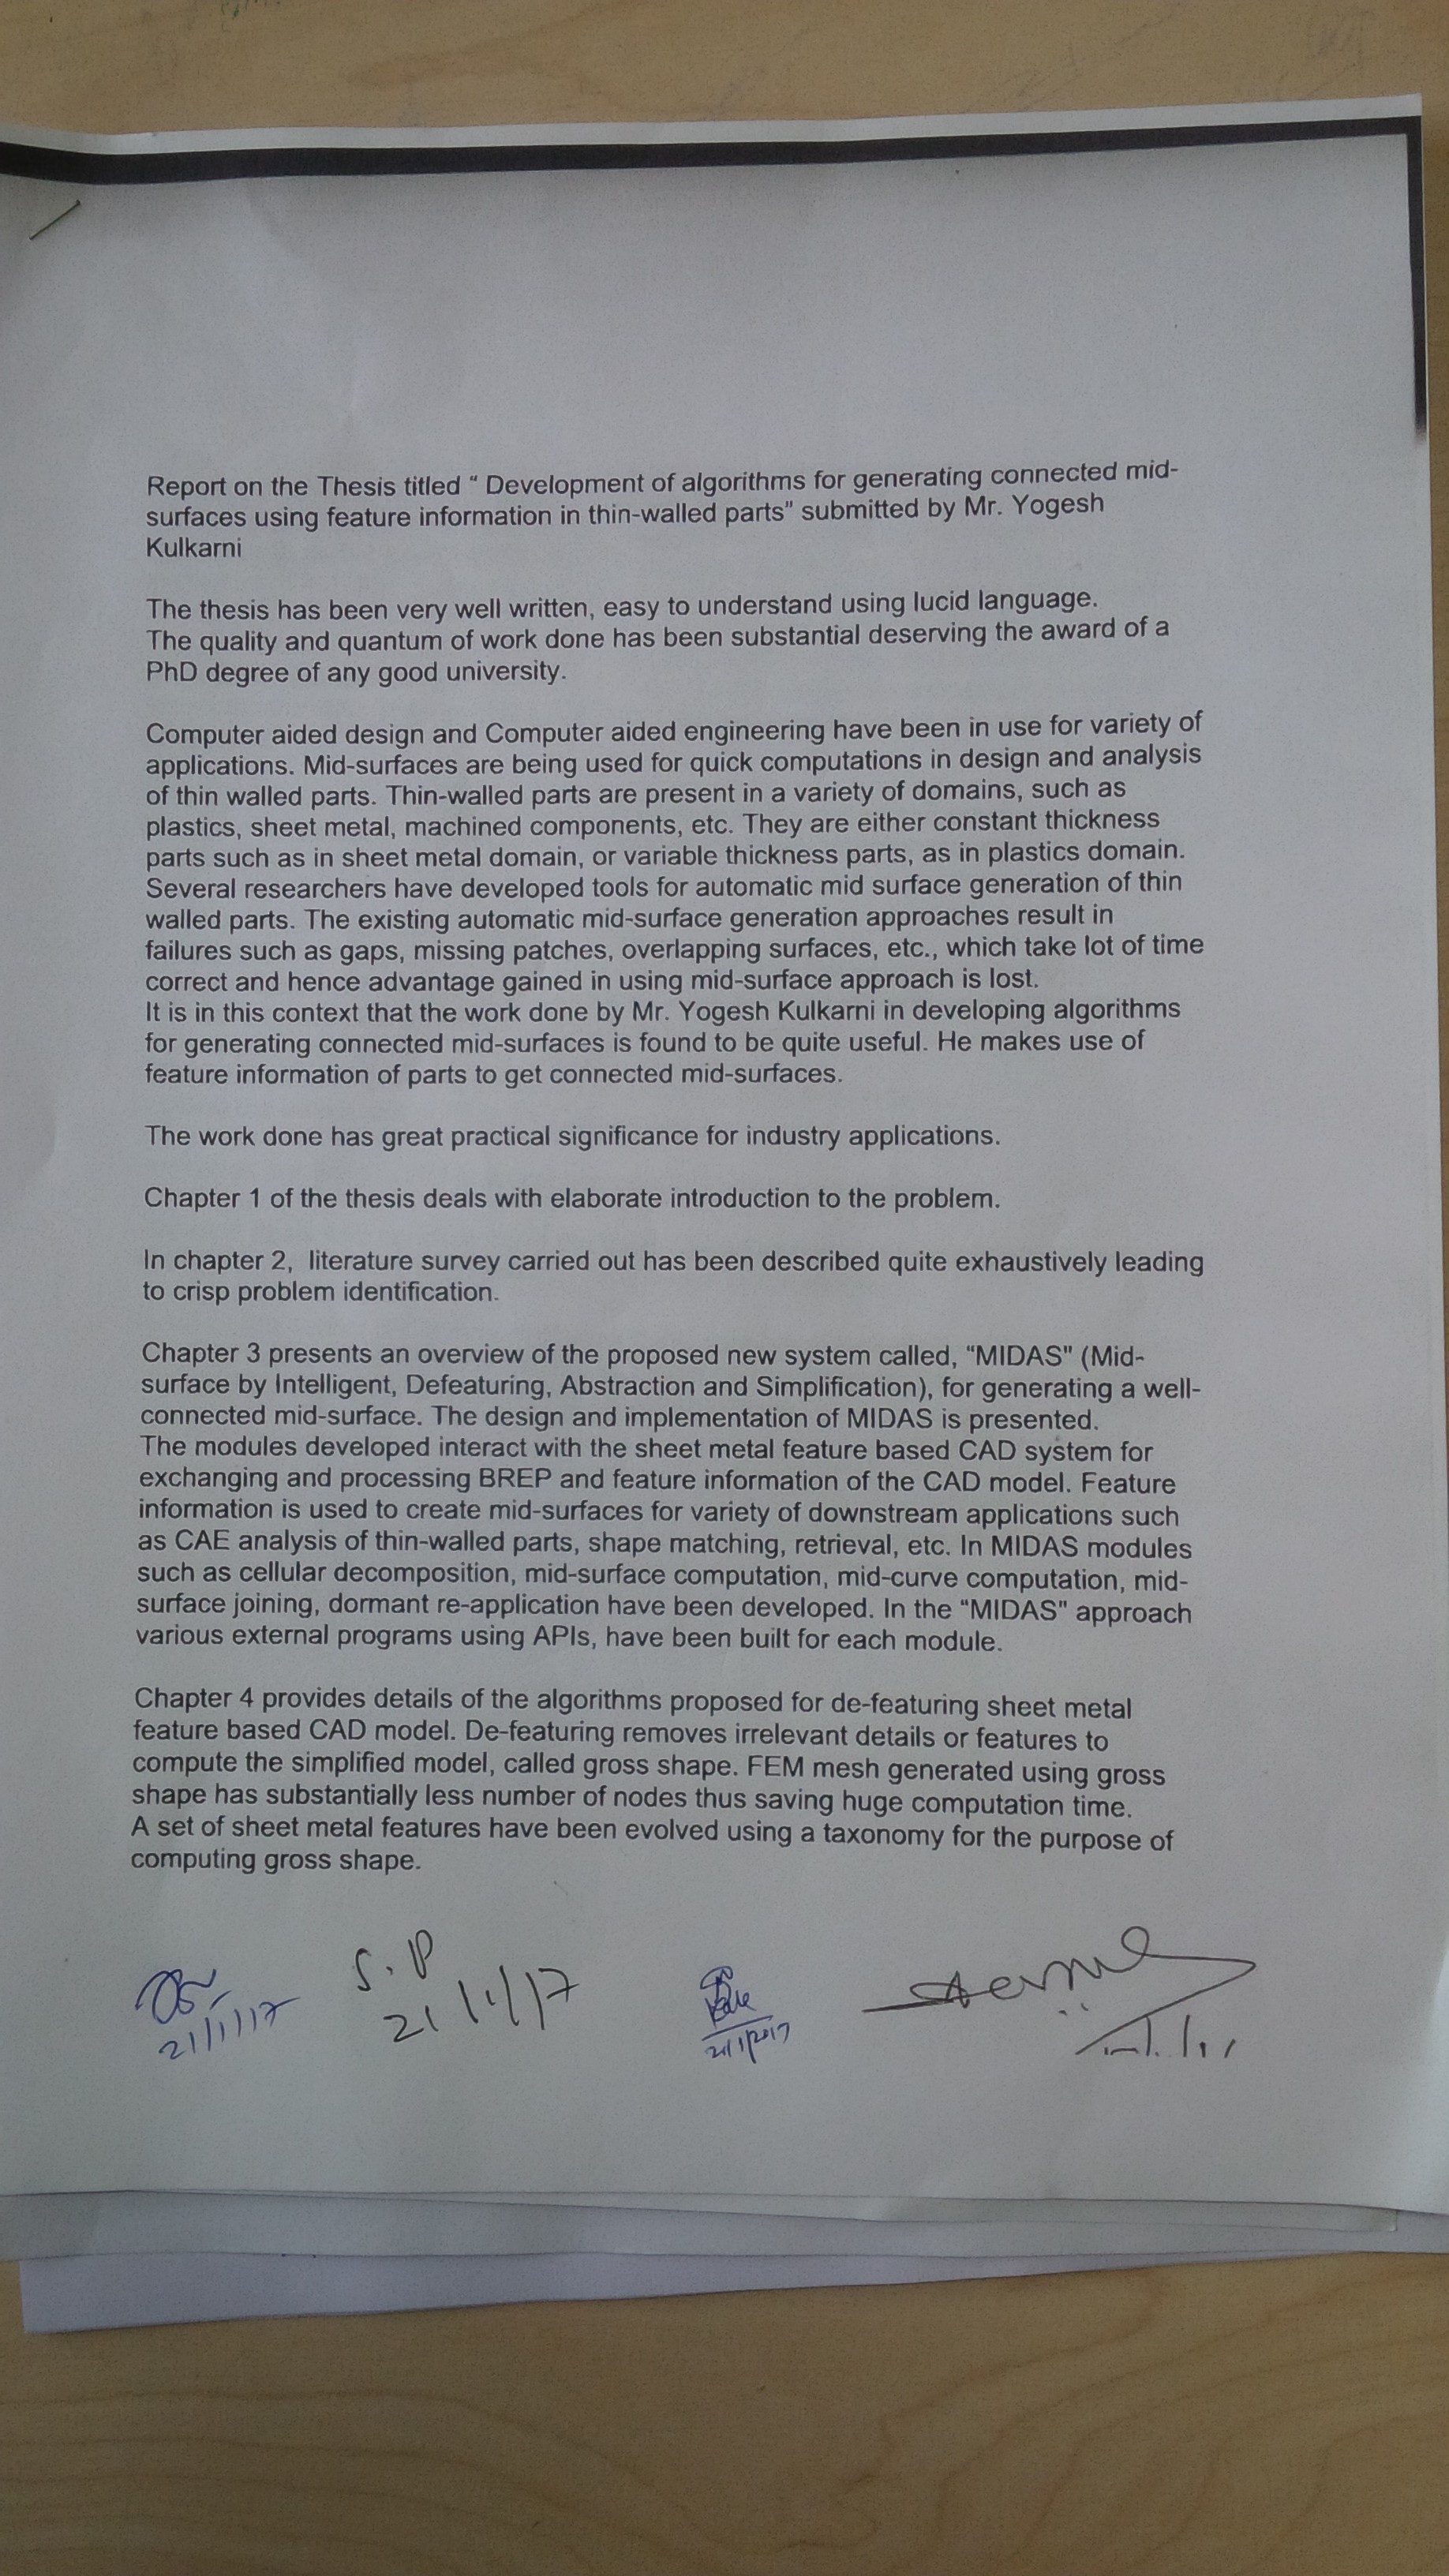 Report on the Thesis titled “ Development of algorithms for generating connected mid-
surfaces using feature information in thin-walled parts” submitted by Mr. Yogesh
Kulkarni
The thesis has been very well written, easy to understand using lucid language.
The quality and quantum of work done has been substantial deserving the award of a
PhD degree of any good university.
Computer aided design and Computer aided engineering have been in use for variety of
applications. Mid-surfaces are being used for quick computations in design and analysis
of thin walled parts. Thin-walled parts are present in a variety of domains, such as
plastics, sheet metal, machined components, etc. They are either constant thickness
parts such as in sheet metal domain, or variable thickness parts, as in plastics domain.
Several researchers have developed tools for automatic mid surface generation of thin
walled parts. The existing automatic mid-surface generation approaches result in
failures such as gaps, missing patches, overlapping surfaces, etc., which take lot of time
correct and hence advantage gained in using mid-surface approach is lost.
It is in this context that the work done by Mr. Yogesh Kulkarni in developing algorithms
for generating connected mid-surfaces is found to be quite useful. He makes use of
feature information of parts to get connected mid-surfaces.
The work done has great practical significance for industry applications.
Chapter 1 of the thesis deals with elaborate introduction to the problem.
In chapter 2,  literature survey carried out has been described quite exhaustively leading
to crisp problem identification.
Chapter 3 presents an overview of the proposed new system called, “MIDAS” (Mid-
surface by Intelligent, Defeaturing, Abstraction and Simplification), for generating a well-
connected mid-surface. The design and implementation of MIDAS is presented.
The modules developed interact with the sheet metal feature based CAD system for
exchanging and processing BREP and feature information of the CAD model. Feature
information is used to create mid-surfaces for variety of downstream applications such
as CAE analysis of thin-walled parts, shape matching, retrieval, etc. In MIDAS modules
such as cellular decomposition, mid-surface computation, mid-curve computation, mid-
surface joining, dormant re-application have been developed. In the “MIDAS” approach
various external programs using APIs, have been built for each module.
Chapter 4 provides details of the algorithms proposed for de-featuring sheet metal
feature based CAD model. De-featuring removes irrelevant details or features to
compute the simplified model, called gross shape. FEM mesh generated using gross
shape has substantially less number of nodes thus saving huge computation time.
A set of sheet metal features have been evolved using a taxonomy for the purpose of
computing gross shape.
S.P
21/1/17 21/1/17 21/1/2017